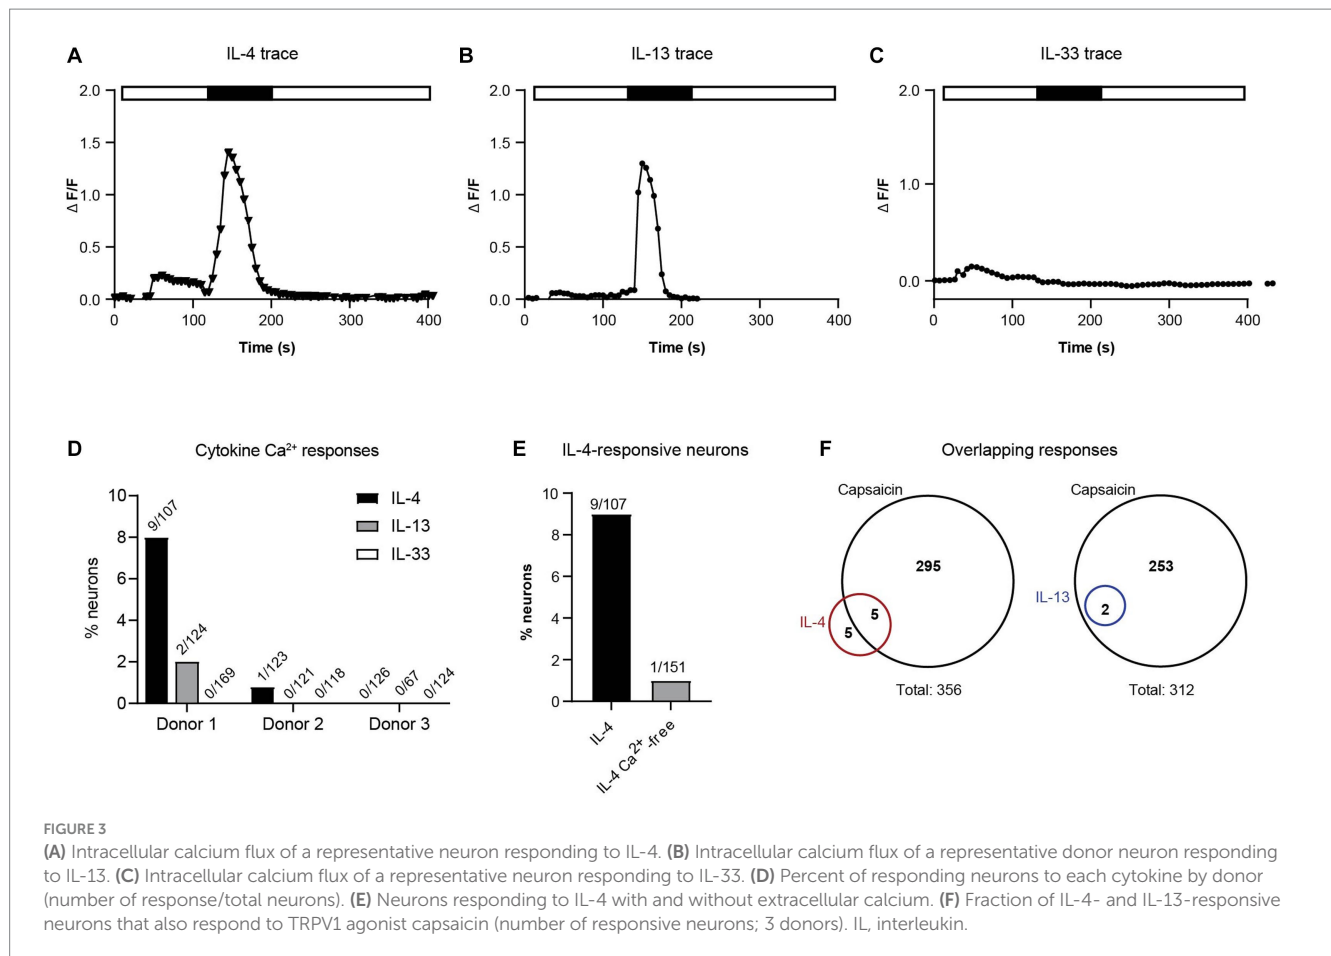 A IL-4 trace
2.0
1.5
1.0
0.5
0.0
Δ F/F
0 100 200 300 400
Time (s)
B IL-13 trace
2.0
1.5
1.0
0.5
0.0
Δ F/F
0 100 200 300 400
Time (s)
C IL-33 trace
2.0
1.0
0.0
Δ F/F
0 100 200 300 400
Time (s)
D Cytokine Ca²⁺ responses
10
8
6
4
2
0
% neurons
IL-4
IL-13
IL-33
9/107 2/124 0/169 1/123 0/121 0/118 0/126 0/67 0/124
Donor 1 Donor 2 Donor 3
E IL-4-responsive neurons
10
8
6
4
2
0
% neurons
9/107
1/151
IL-4
IL-4 Ca²⁺-free
F Overlapping responses
Capsaicin
295
5
5
IL-4
Total: 356
Capsaicin
253
2
IL-13
Total: 312
FIGURE 3
(A) Intracellular calcium flux of a representative neuron responding to IL-4. (B) Intracellular calcium flux of a representative donor neuron responding
to IL-13. (C) Intracellular calcium flux of a representative neuron responding to IL-33. (D) Percent of responding neurons to each cytokine by donor
(number of response/total neurons). (E) Neurons responding to IL-4 with and without extracellular calcium. (F) Fraction of IL-4- and IL-13-responsive
neurons that also respond to TRPV1 agonist capsaicin (number of responsive neurons; 3 donors). IL, interleukin.